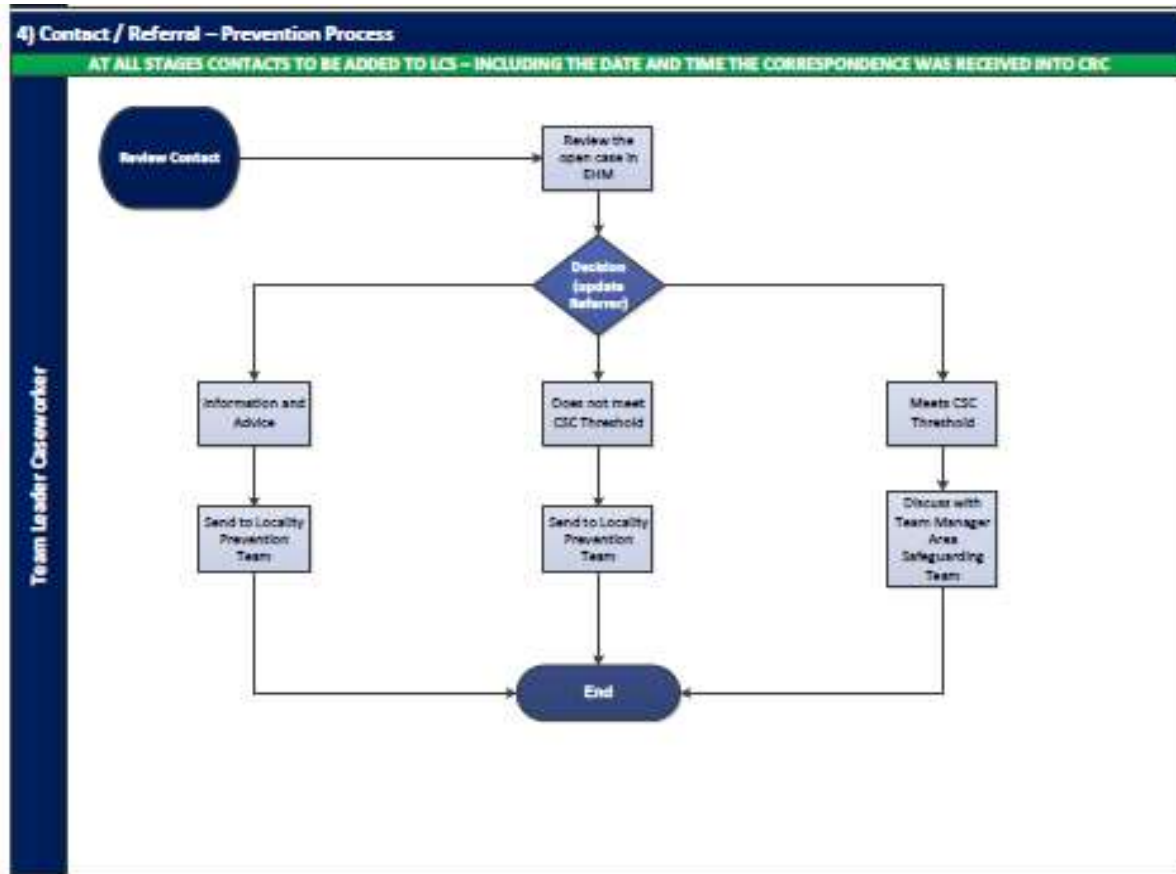 4) Contact / Referral – Prevention Process
AT ALL STAGES CONTACTS TO BE ADDED TO LCS – INCLUDING THE DATE AND TIME THE CORRESPONDENCE WAS RECEIVED INTO CRC
Team Leader Caseworker
Review Contact
Review the
open case in
EHM
Decision
(update
Referrer)
Information and
Advice
Does not meet
CSC Threshold
Meets CSC
Threshold
Send to Locality
Prevention
Team
Send to Locality
Prevention
Team
Discuss with
Team Manager
Area
Safeguarding
Team
End